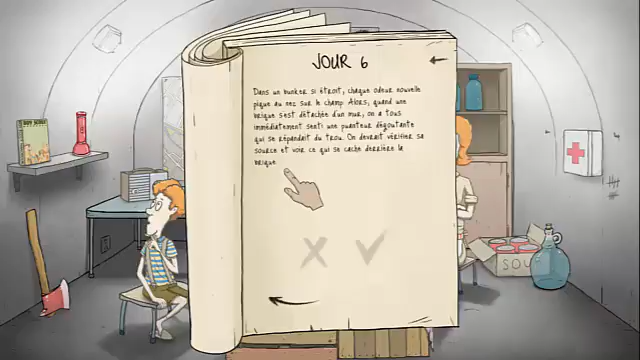 JOUR 6
Dans un bunker si étroit, chaque odeur nouvelle
pique au nez sur le champ. Alors, quand une
brique s'est détachée d'un mur, on a tous
immédiatement senti une puanteur dégoutante
qui se répandait du trou. On devrait vérifier sa
source et voir ce qui se cache derrière la
brique
SOU